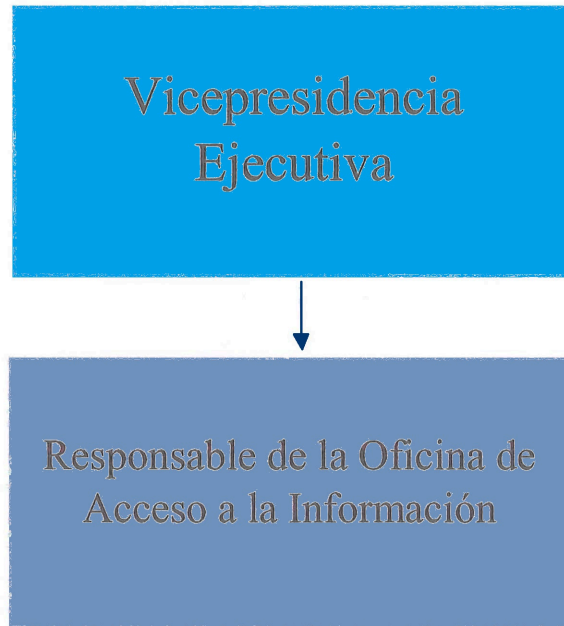 Vicepresidencia
Ejecutiva
Responsable de la Oficina de
Acceso a la Información